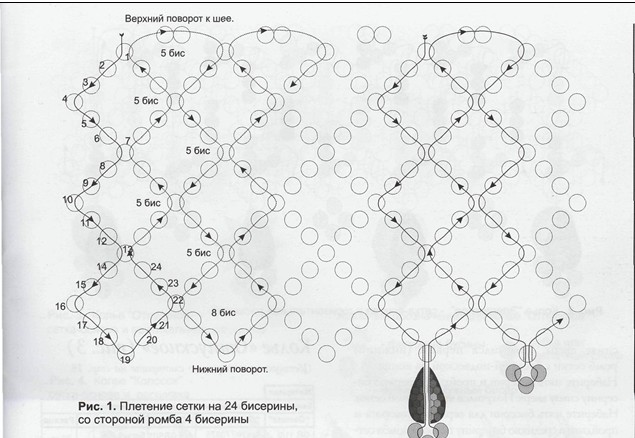 Верхний поворот к шее.
1
5 бис
2
3
4
5 бис
5
6
7
5 бис
8
9
10
5 бис
11
12
13
5 бис
14
24
15
23
16
22
8 бис
17
21
18
20
19
Нижний поворот.
Рис. 1. Плетение сетки на 24 бисерины,
со стороной ромба 4 бисерины